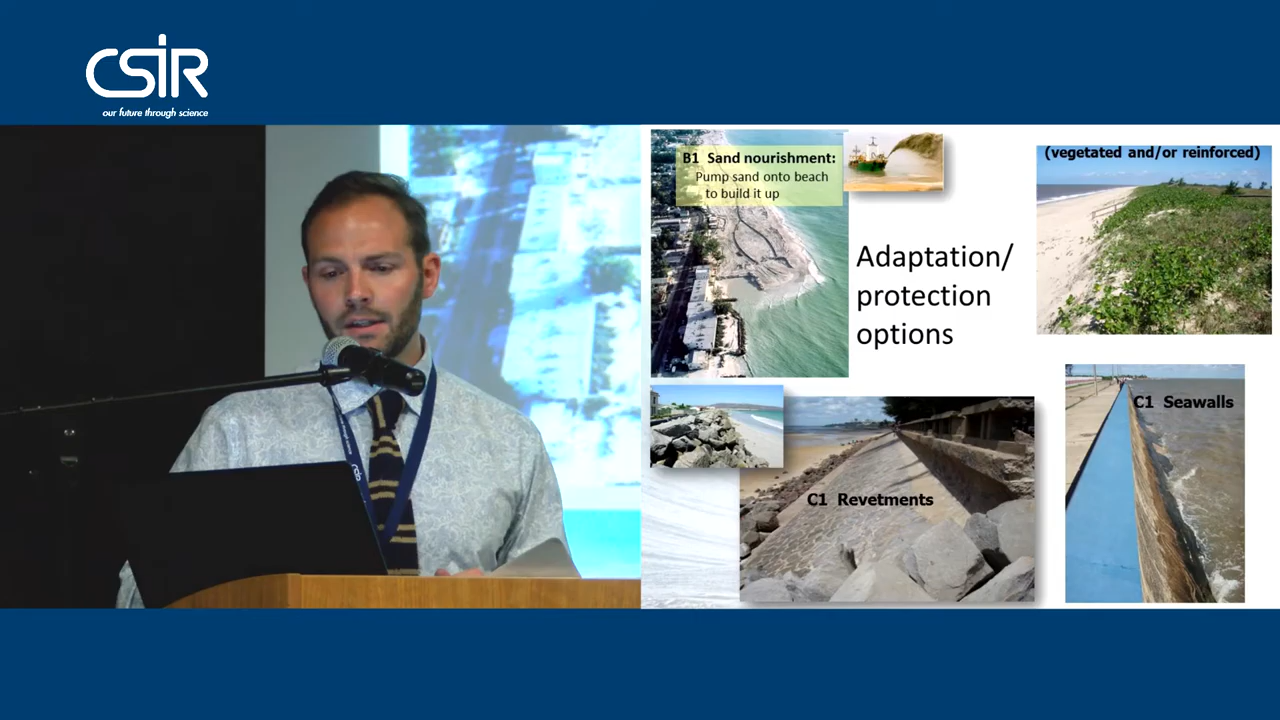 CSIR
our future through science
B1 Sand nourishment:
Pump sand onto beach
to build it up
(vegetated and/or reinforced)
Adaptation/
protection
options
C1 Seawalls
C1 Revetments